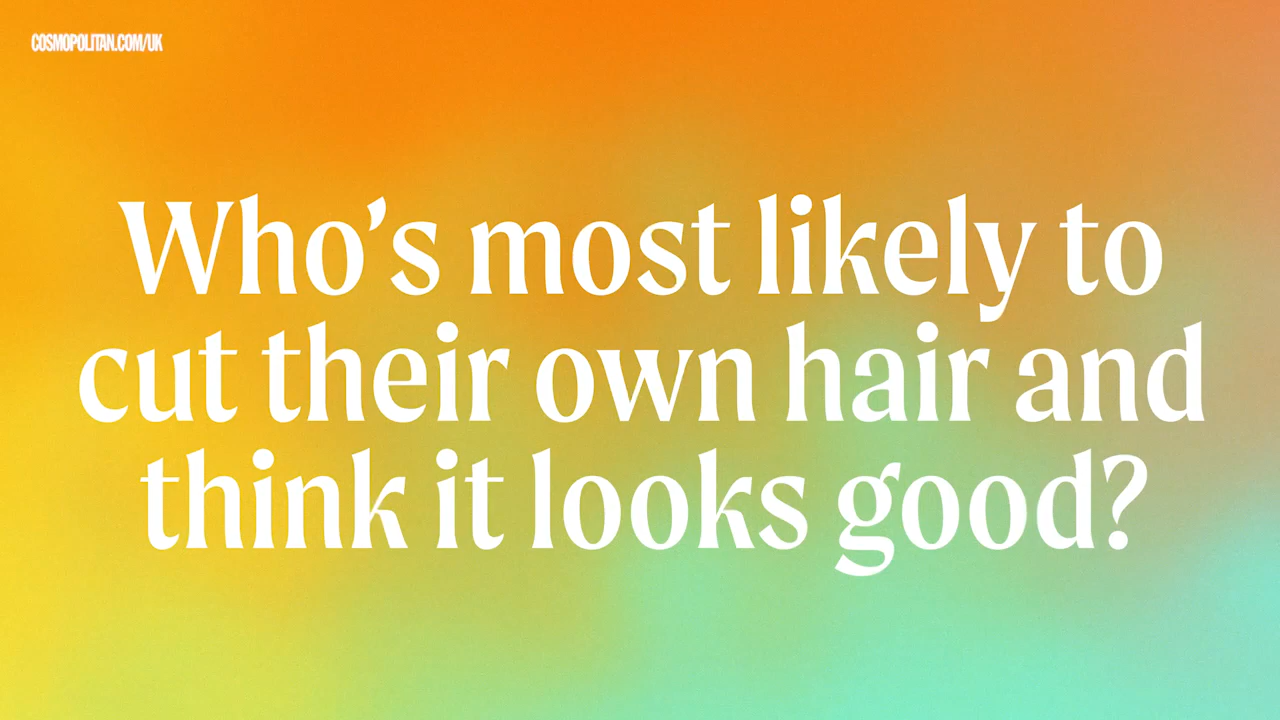 COSMOPOLITAN.COM/UK
Who's most likely to
cut their own hair and
think it looks good?